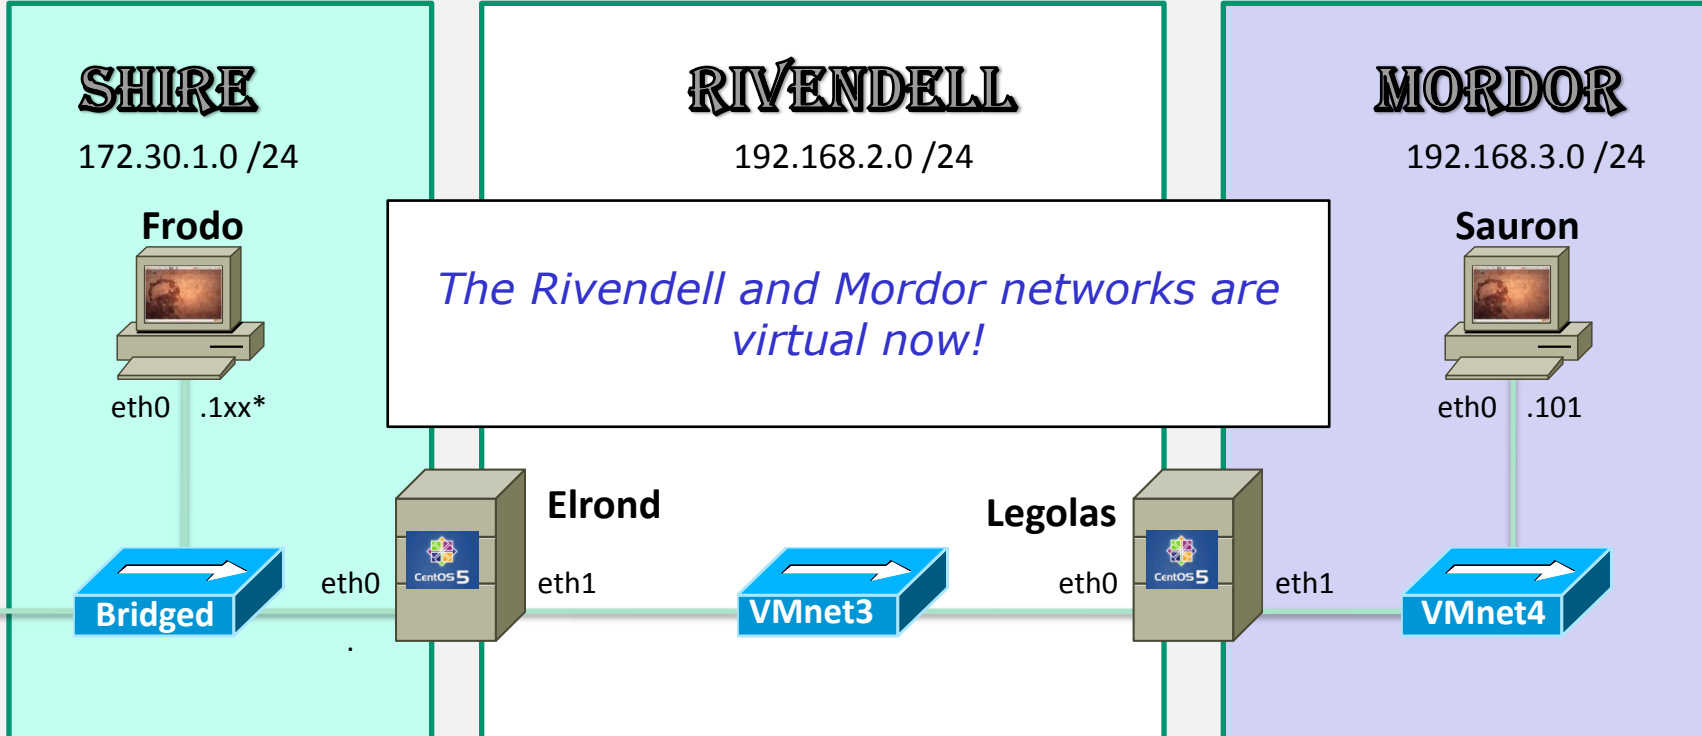 SHIRE
RIVENDELL
MORDOR
172.30.1.0 /24
192.168.2.0 /24
192.168.3.0 /24
Frodo
Sauron
The Rivendell and Mordor networks are
virtual now!
eth0 .1xx*
eth0 .101
Elrond
Legolas
eth0
CentOS 5
eth1
eth0
CentOS 5
eth1
Bridged
VMnet3
VMnet4
.